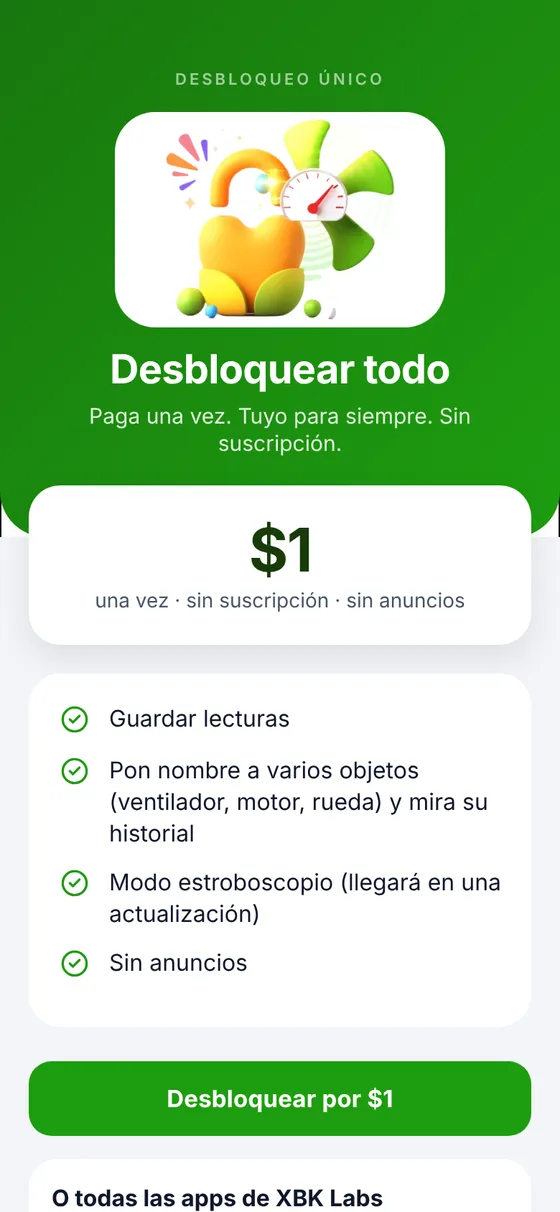 DESBLOQUEO ÚNICO
Desbloquear todo
Paga una vez. Tuyo para siempre. Sin
suscripción.
$1
una vez · sin suscripción · sin anuncios
Guardar lecturas
Pon nombre a varios objetos
(ventilador, motor, rueda) y mira su
historial
Modo estroboscopio (llegará en una
actualización)
Sin anuncios
Desbloquear por $1
O todas las apps de XBK Labs